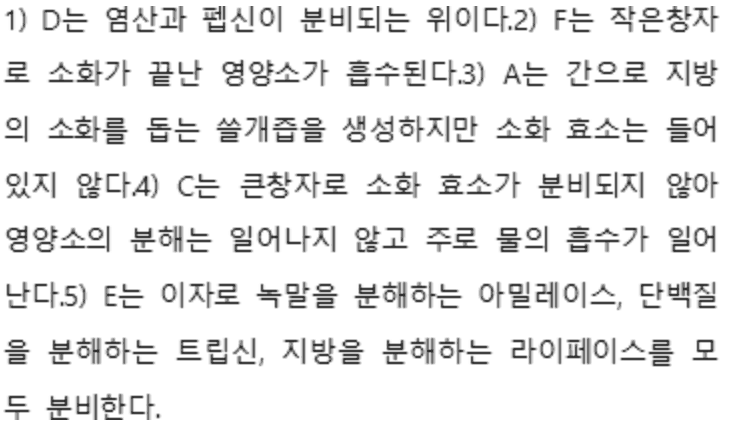 1) D는 염산과 펩신이 분비되는 위이다.2) F는 작은창자
로 소화가 끝난 영양소가 흡수된다.3) A는 간으로 지방
의 소화를 돕는 쓸개즙을 생성하지만 소화 효소는 들어
있지 않다.4) C는 큰창자로 소화 효소가 분비되지 않아
영양소의 분해는 일어나지 않고 주로 물의 흡수가 일어
난다.5) E는 이자로 녹말을 분해하는 아밀레이스, 단백질
을 분해하는 트립신, 지방을 분해하는 라이페이스를 모
두 분비한다.